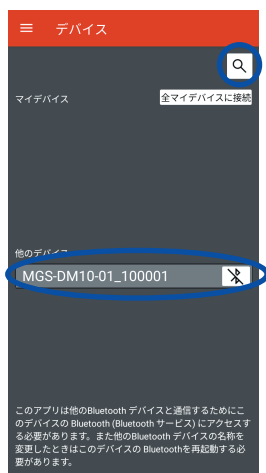 デバイス
マイデバイス
全マイデバイスに接続
他のデバイス
MGS-DM10-01_100001
このアプリは他のBluetooth デバイスと通信するためにこ
のデバイスの Bluetooth (Bluetooth サービス) にアクセスす
る必要があります。また他のBluetooth デバイスの名称を
変更したときはこのデバイスの Bluetoothを再起動する必
要があります。